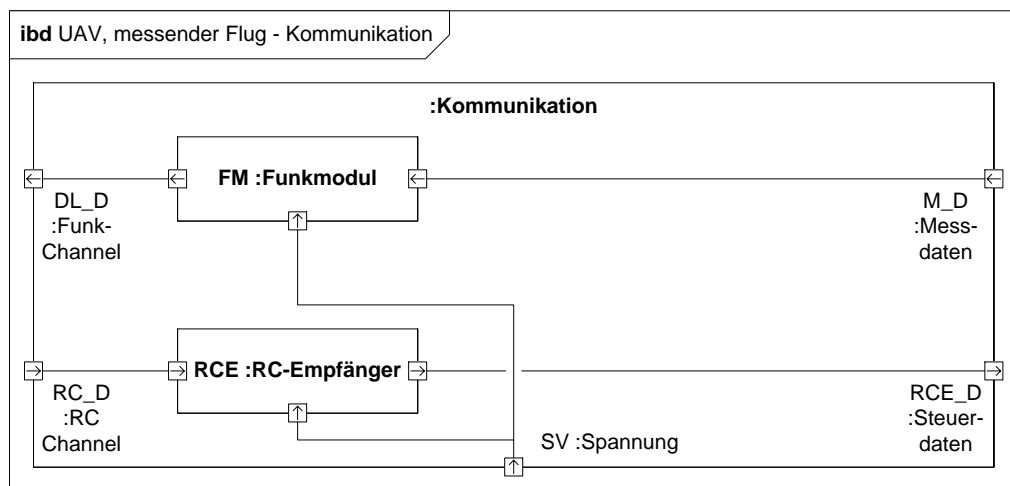 ibd UAV, messender Flug - Kommunikation
:Kommunikation
FM :Funkmodul
DL_D
:Funk-
Channel
M_D
:Mess-
daten
RCE :RC-Empfänger
RC_D
:RC
Channel
RCE_D
:Steuer-
daten
SV :Spannung